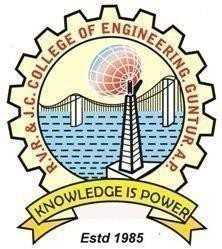 R.V.R. & J.C. COLLEGE OF ENGINEERING. GUNTUR. A.P.
KNOWLEDGE IS POWER
Estd 1985